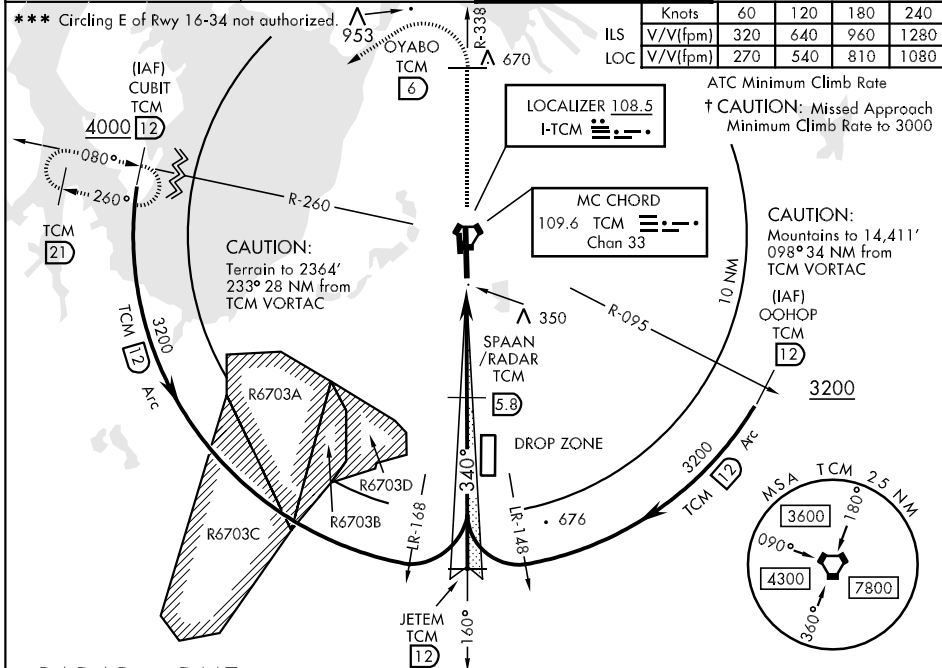 *** Circling E of Rwy 16-34 not authorized.
953
R-338
Knots 60 120 180 240
ILS V/V(fpm) 320 640 960 1280
LOC V/V(fpm) 270 540 810 1080
OYABO
TCM
6
670
(IAF)
CUBIT
TCM
4000 12
080°
260°
TCM
21
R-260
LOCALIZER 108.5
I-TCM
ATC Minimum Climb Rate
† CAUTION: Missed Approach
Minimum Climb Rate to 3000
MC CHORD
109.6 TCM
Chan 33
CAUTION:
Terrain to 2364'
233° 28 NM from
TCM VORTAC
CAUTION:
Mountains to 14,411'
098° 34 NM from
TCM VORTAC
10 NM
R-095
(IAF)
OOHOP
TCM
12
3200
350
SPAAN
/RADAR
TCM
5.8
3200
TCM 12 Arc
R6703A
R6703B
R6703C
R6703D
DROP ZONE
340°
3200
TCM 12 Arc
LR-168
LR-148
676
JETEM
TCM
12
160°
MSA TCM 25 NM
3600
180°
090°
4300
7800
360°